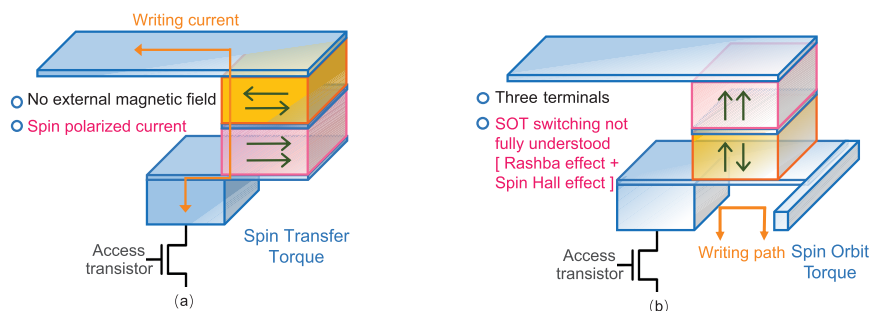 Writing current
No external magnetic field
Spin polarized current
Spin Transfer
Torque
Access
transistor
(a)
Three terminals
SOT switching not
fully understood
[ Rashba effect +
Spin Hall effect ]
Writing path
Spin Orbit
Torque
Access
transistor
(b)